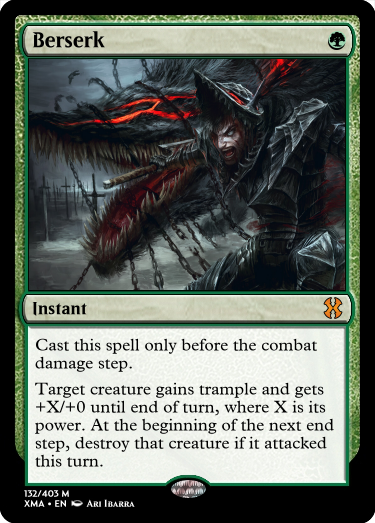 Berserk
Instant
Cast this spell only before the combat
damage step.
Target creature gains trample and gets
+X/+0 until end of turn, where X is its
power. At the beginning of the next end
step, destroy that creature if it attacked
this turn.
132/403 M
XMA • EN Ari Ibarra